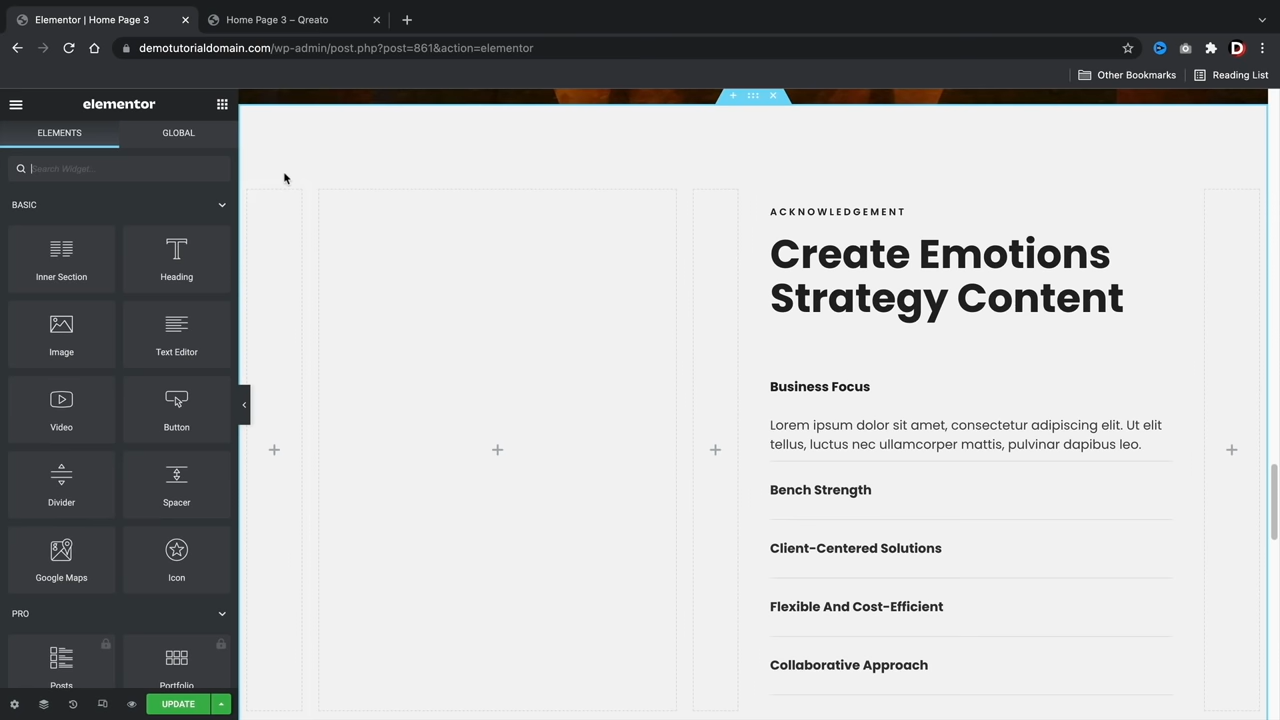 Elementor | Home Page 3
Home Page 3 – Qreato
demotutorialdomain.com/wp-admin/post.php?post=861&action=elementor
Other Bookmarks
Reading List
elementor
ELEMENTS
GLOBAL
Search Widget...
BASIC
Inner Section
Heading
Image
Text Editor
Video
Button
Divider
Spacer
Google Maps
Icon
PRO
Posts
Portfolio
UPDATE
ACKNOWLEDGEMENT
Create Emotions
Strategy Content
Business Focus
Lorem ipsum dolor sit amet, consectetur adipiscing elit. Ut elit
tellus, luctus nec ullamcorper mattis, pulvinar dapibus leo.
Bench Strength
Client-Centered Solutions
Flexible And Cost-Efficient
Collaborative Approach